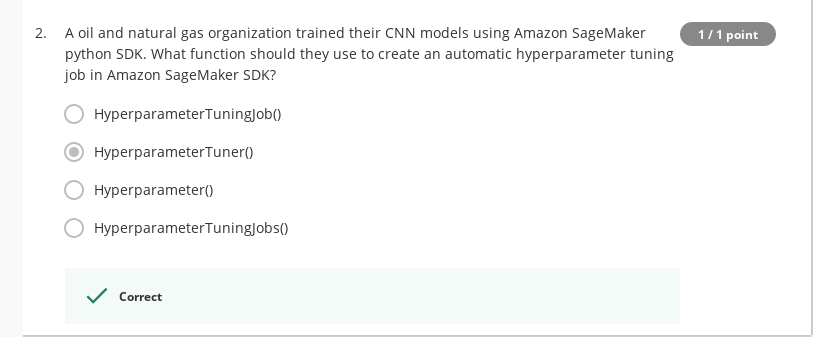 2. A oil and natural gas organization trained their CNN models using Amazon SageMaker
1 / 1 point
python SDK. What function should they use to create an automatic hyperparameter tuning
job in Amazon SageMaker SDK?
HyperparameterTuningJob()
HyperparameterTuner()
Hyperparameter()
HyperparameterTuningJobs()
Correct